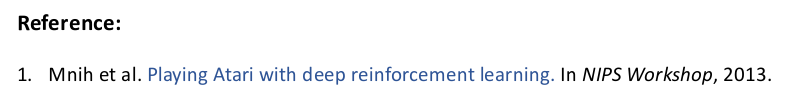 Reference:
1. Mnih et al. Playing Atari with deep reinforcement learning. In NIPS Workshop, 2013.